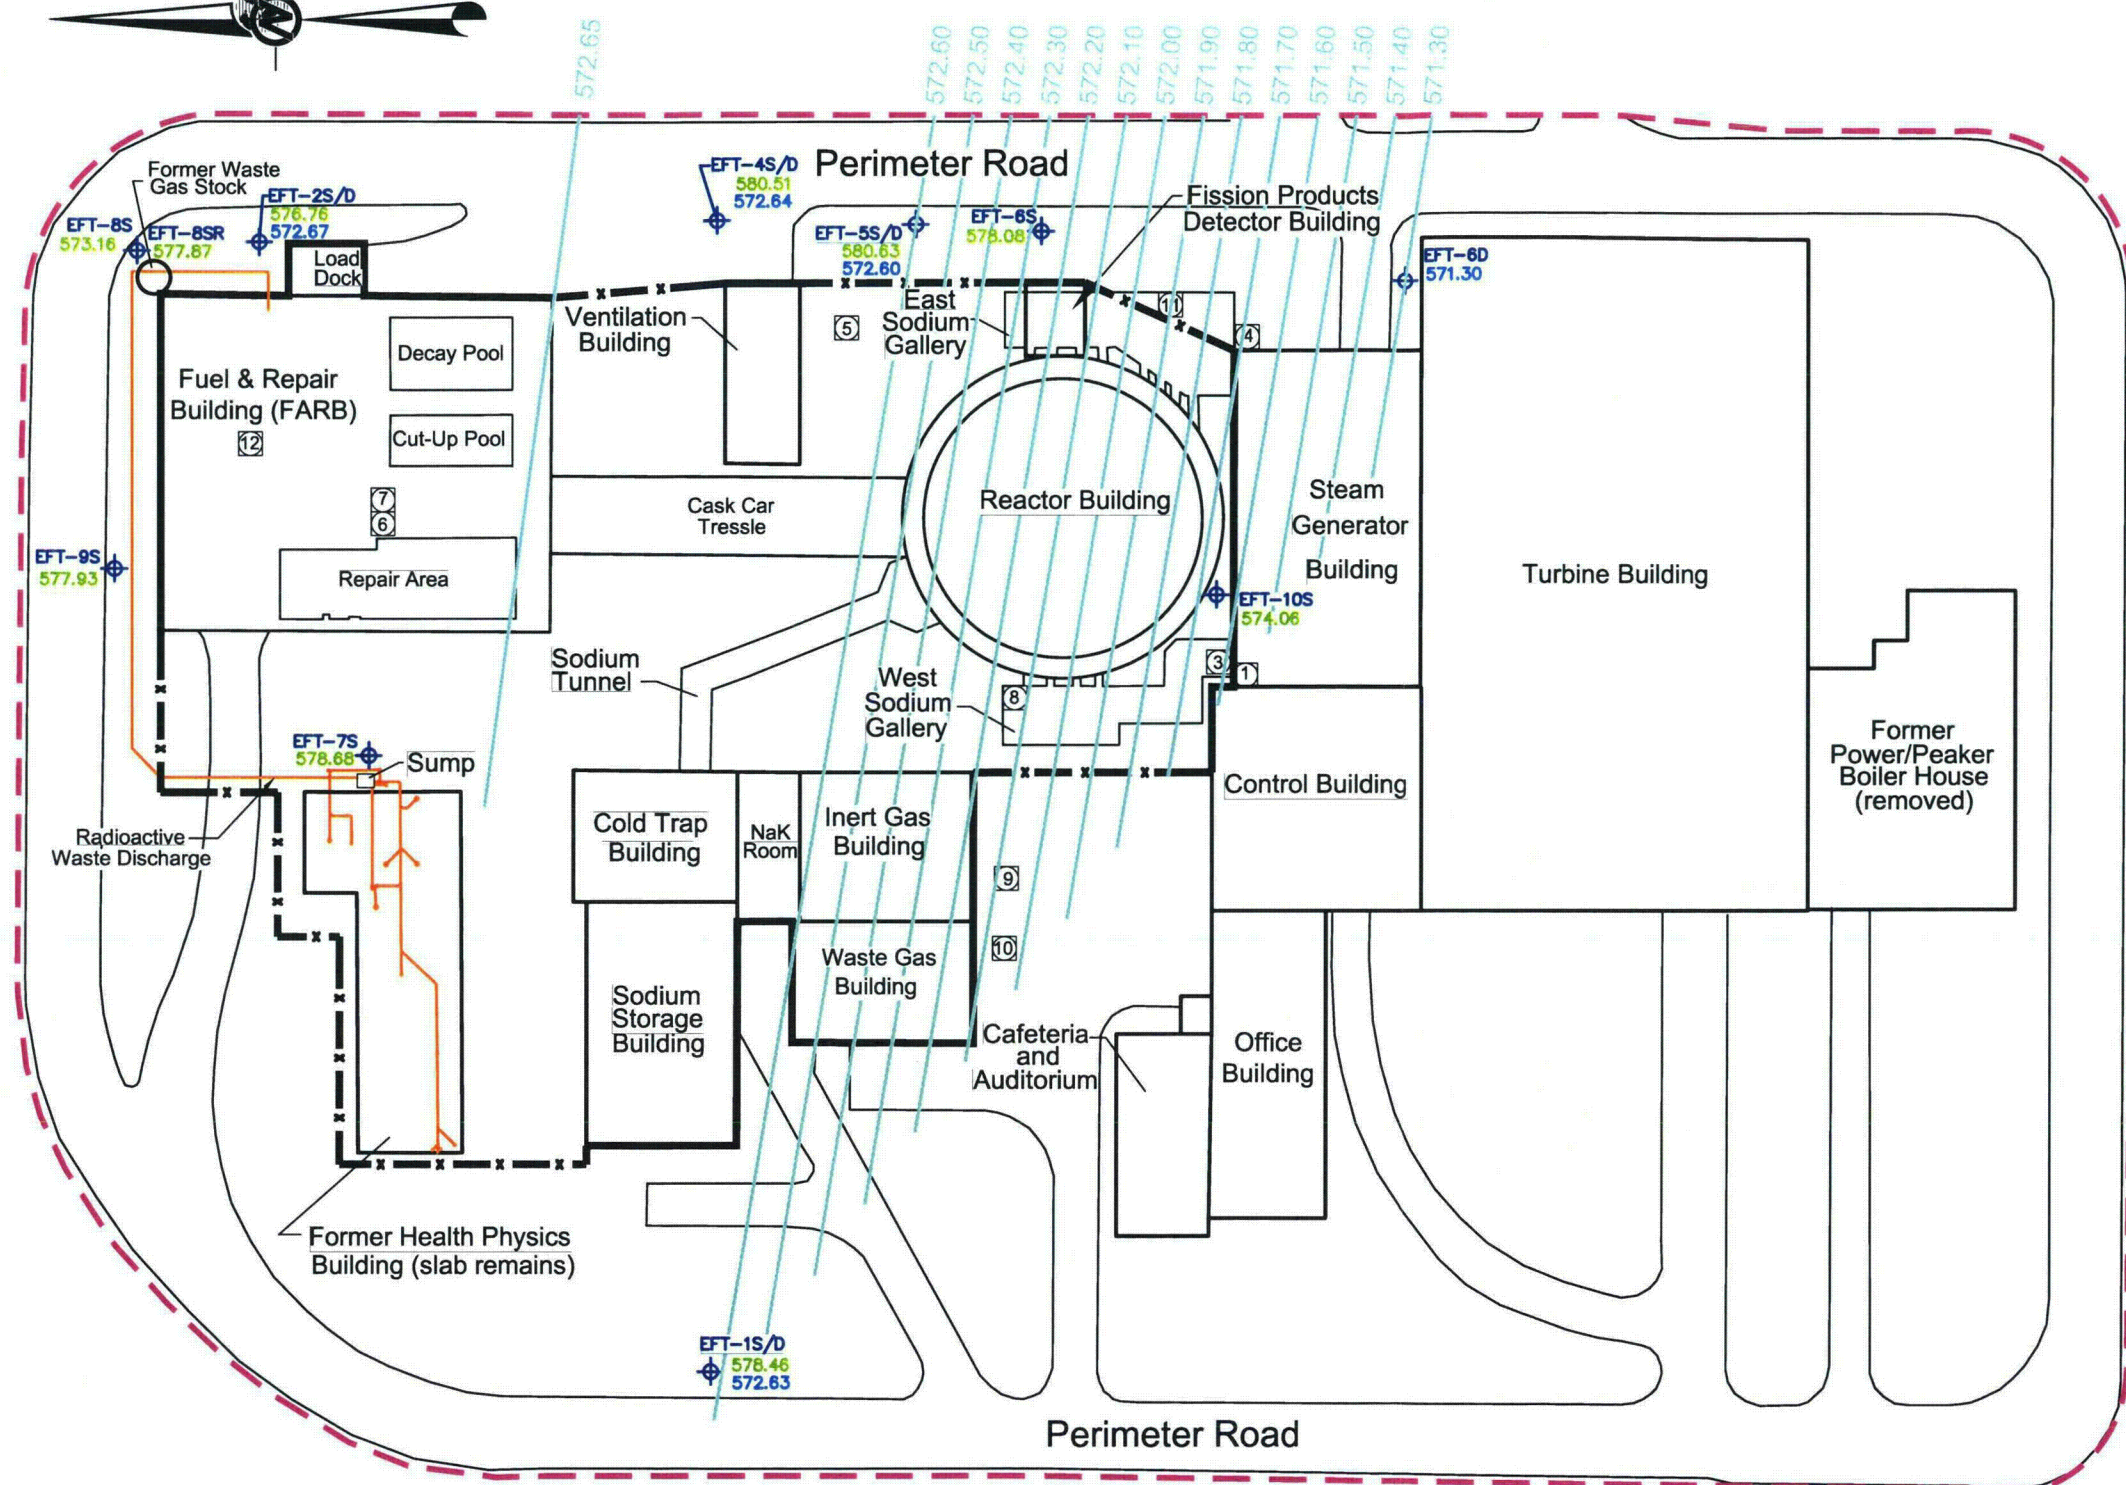 N
572.65
572.60
572.50
572.40
572.30
572.20
572.10
572.00
571.90
571.80
571.70
571.60
571.50
571.40
571.30
Perimeter Road
Former Waste
Gas Stock
EFT-8S
573.16
EFT-8SR
577.87
EFT-2S/D
576.76
572.67
Load
Dock
EFT-4S/D
580.51
572.64
EFT-5S/D
580.63
572.60
EFT-6S
578.08
Fission Products
Detector Building
EFT-6D
571.30
Ventilation
Building
5
East
Sodium
Gallery
11
4
Decay Pool
Fuel & Repair
Building (FARB)
12
Cut-Up Pool
7
6
Cask Car
Tressle
Reactor Building
Steam
Generator
Building
Turbine Building
EFT-9S
577.93
Repair Area
EFT-10S
574.06
Sodium
Tunnel
West
Sodium
Gallery
8
3
1
EFT-7S
578.68
Sump
Radioactive
Waste Discharge
Cold Trap
Building
NaK
Room
Inert Gas
Building
9
Control Building
Former
Power/Peaker
Boiler House
(removed)
10
Waste Gas
Building
Sodium
Storage
Building
Cafeteria
and
Auditorium
Office
Building
Former Health Physics
Building (slab remains)
EFT-1S/D
578.46
572.63
Perimeter Road